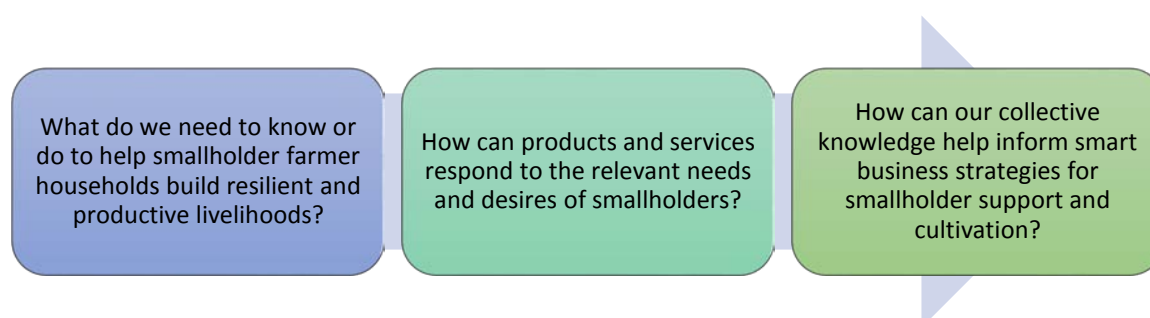 What do we need to know or
do to help smallholder farmer
households build resilient and
productive livelihoods?
How can products and services
respond to the relevant needs
and desires of smallholders?
How can our collective
knowledge help inform smart
business strategies for
smallholder support and
cultivation?